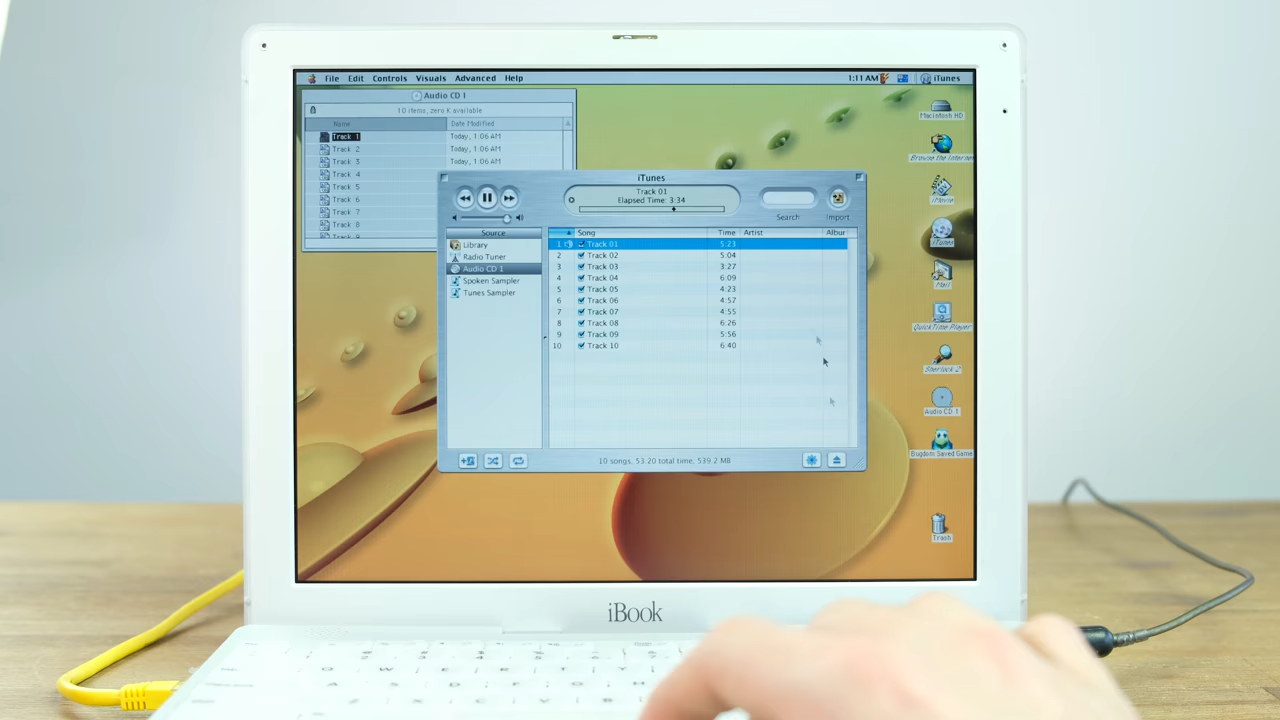 File Edit Controls Visuals Advanced Help 1:11 AM iTunes
Audio CD 1
10 items, zero K available
Name Date Modified
Track 1 Today, 1:06 AM
Track 2 Today, 1:06 AM
Track 3 Today, 1:06 AM
Track 4
Track 5
Track 6
Track 7
Track 8
iTunes
Track 01
Elapsed Time: 3:34
Search Import
Source
Library
Radio Tuner
Audio CD 1
Spoken Sampler
Tunes Sampler
Song Time Artist Albur
1 Track 01 5:23
2 Track 02 5:04
3 Track 03 3:27
4 Track 04 6:09
5 Track 05 4:23
6 Track 06 4:57
7 Track 07 4:55
8 Track 08 6:26
9 Track 09 5:56
10 Track 10 6:40
10 songs, 53:20 total time, 539.2 MB
Macintosh HD
Browse the Internet
iMovie
iTunes
Mail
QuickTime Player
Sherlock 2
Audio CD 1
Bugdom Saved Game
Trash
iBook